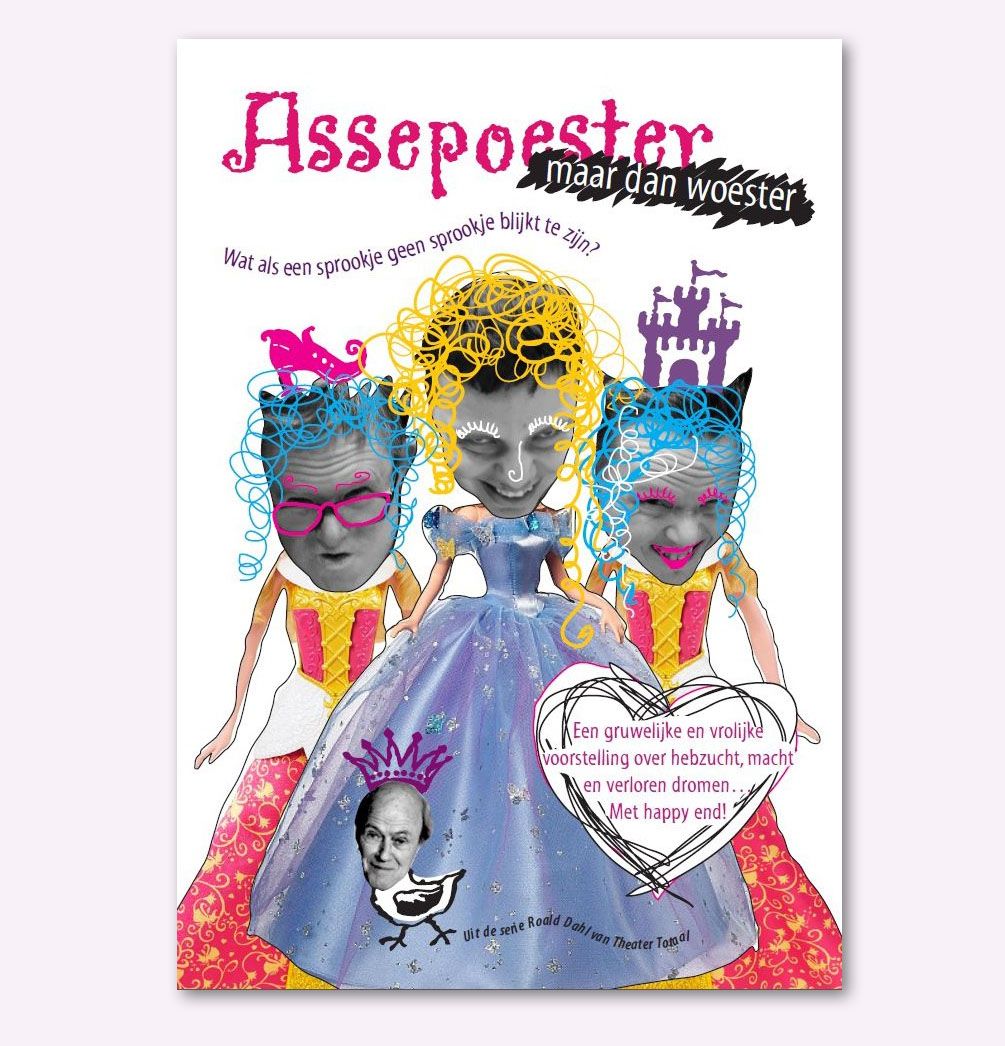 Assepoester
maar dan woester
Wat als een sprookje geen sprookje blijkt te zijn?
Een gruwelijke en vrolijke
voorstelling over hebzucht, macht
en verloren dromen...
Met happy end!
Uit de serie Roald Dahl van Theater Totaal